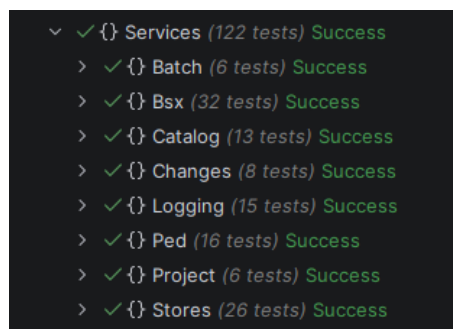 {} Services (122 tests) Success
{} Batch (6 tests) Success
{} Bsx (32 tests) Success
{} Catalog (13 tests) Success
{} Changes (8 tests) Success
{} Logging (15 tests) Success
{} Ped (16 tests) Success
{} Project (6 tests) Success
{} Stores (26 tests) Success